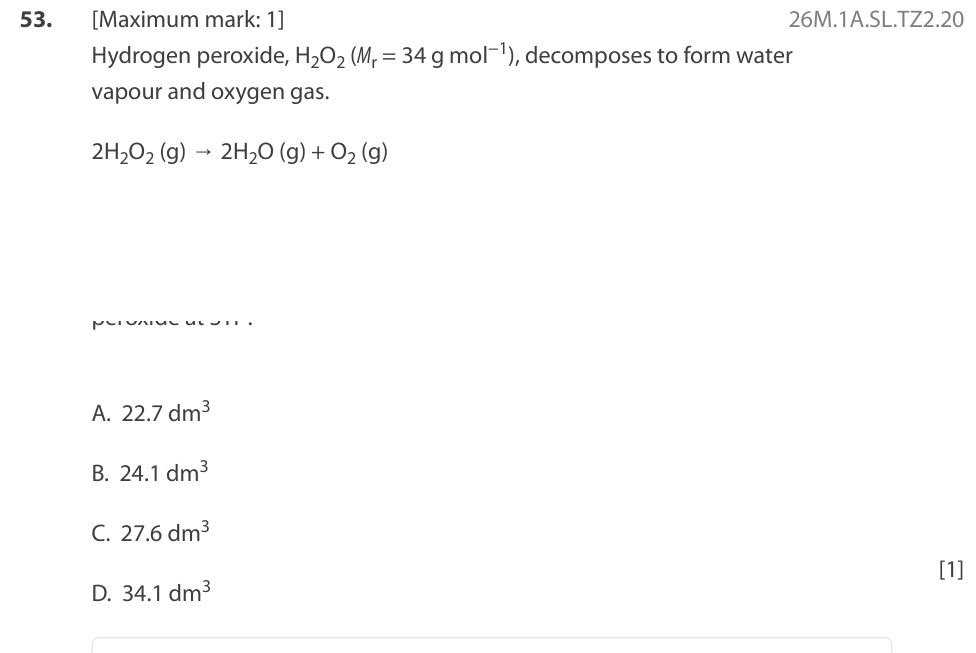 53. [Maximum mark: 1] 26M.1A.SL.TZ2.20
Hydrogen peroxide, H₂O₂ (Mᵣ = 34 g mol⁻¹), decomposes to form water
vapour and oxygen gas.
2H₂O₂ (g) → 2H₂O (g) + O₂ (g)
A. 22.7 dm³
B. 24.1 dm³
C. 27.6 dm³
[1]
D. 34.1 dm³